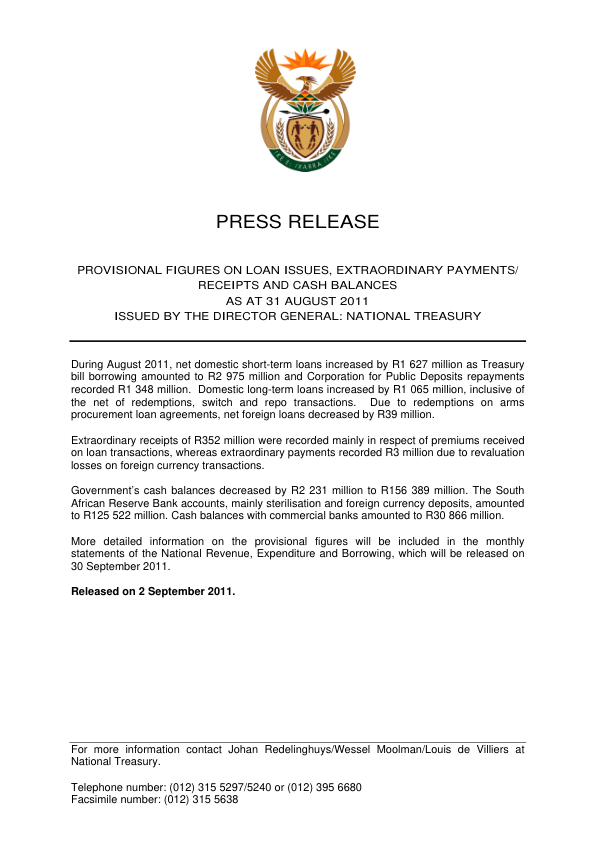 !KE E: /XARRA //KE
PRESS RELEASE
PROVISIONAL FIGURES ON LOAN ISSUES, EXTRAORDINARY PAYMENTS/
RECEIPTS AND CASH BALANCES
AS AT 31 AUGUST 2011
ISSUED BY THE DIRECTOR GENERAL: NATIONAL TREASURY
During August 2011, net domestic short-term loans increased by R1 627 million as Treasury
bill borrowing amounted to R2 975 million and Corporation for Public Deposits repayments
recorded R1 348 million.  Domestic long-term loans increased by R1 065 million, inclusive of
the net of redemptions, switch and repo transactions.  Due to redemptions on arms
procurement loan agreements, net foreign loans decreased by R39 million.
Extraordinary receipts of R352 million were recorded mainly in respect of premiums received
on loan transactions, whereas extraordinary payments recorded R3 million due to revaluation
losses on foreign currency transactions.
Government's cash balances decreased by R2 231 million to R156 389 million. The South
African Reserve Bank accounts, mainly sterilisation and foreign currency deposits, amounted
to R125 522 million. Cash balances with commercial banks amounted to R30 866 million.
More detailed information on the provisional figures will be included in the monthly
statements of the National Revenue, Expenditure and Borrowing, which will be released on
30 September 2011.
Released on 2 September 2011.
For more information contact Johan Redelinghuys/Wessel Moolman/Louis de Villiers at
National Treasury.
Telephone number: (012) 315 5297/5240 or (012) 395 6680
Facsimile number: (012) 315 5638